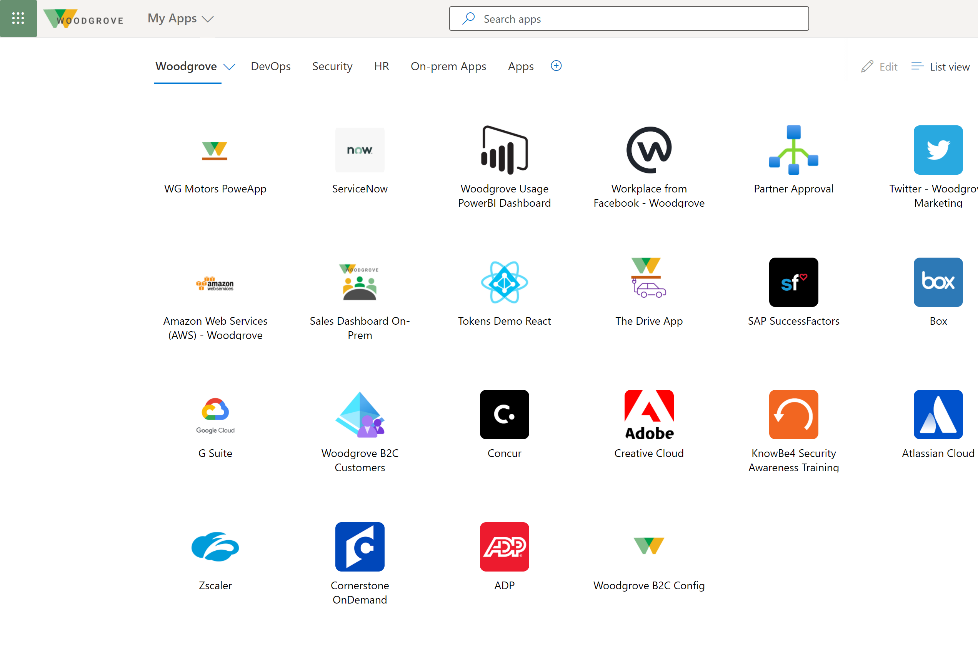 WOODGROVE My Apps Search apps
Woodgrove DevOps Security HR On-prem Apps Apps Edit List view
now.
WG Motors PoweApp ServiceNow Woodgrove Usage Workplace from Partner Approval Twitter - Woodgro
PowerBI Dashboard Facebook - Woodgrove Marketing
WOODGROVE
amazon
webservices
sf box
Amazon Web Services Sales Dashboard On- Tokens Demo React The Drive App SAP SuccessFactors Box
(AWS) - Woodgrove Prem
C.
Google Cloud Adobe
G Suite Woodgrove B2C Concur Creative Cloud KnowBe4 Security Atlassian Cloud
Customers Awareness Training
C ADP
Zscaler Cornerstone ADP Woodgrove B2C Config
OnDemand